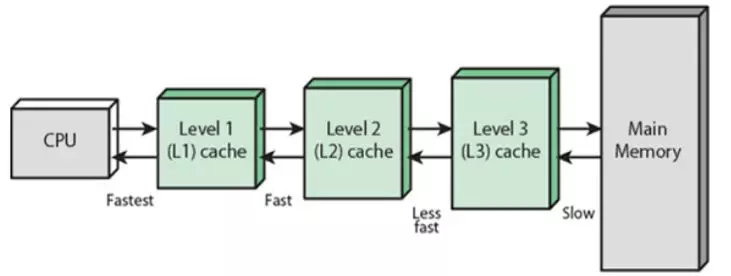 CPU
Level 1
(L1) cache
Level 2
(L2) cache
Level 3
(L3) cache
Main
Memory
Fastest
Fast
Less
fast
Slow